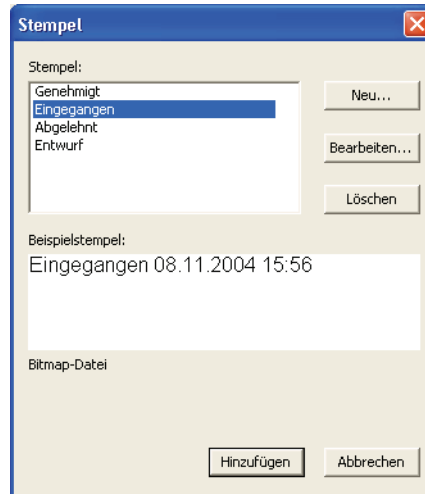 Stempel
Stempel:
Genehmigt
Eingegangen
Abgelehnt
Entwurf
Neu...
Bearbeiten...
Löschen
Beispielstempel:
Eingegangen 08.11.2004 15:56
Bitmap-Datei
Hinzufügen
Abbrechen